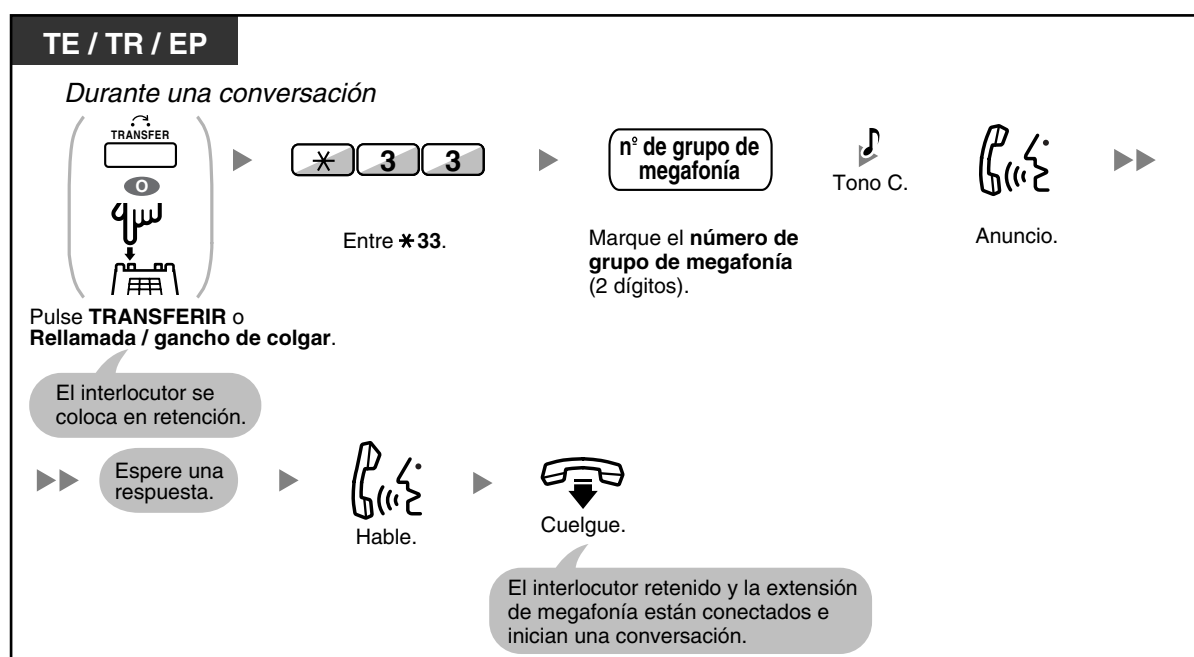 TE / TR / EP
Durante una conversación
TRANSFER
O
* 3 3
nº de grupo de
megafonía
Tono C.
Entre *33.
Marque el número de
grupo de megafonía
(2 dígitos).
Anuncio.
Pulse TRANSFERIR o
Rellamada / gancho de colgar.
El interlocutor se
coloca en retención.
Espere una
respuesta.
Hable.
Cuelgue.
El interlocutor retenido y la extensión
de megafonía están conectados e
inician una conversación.